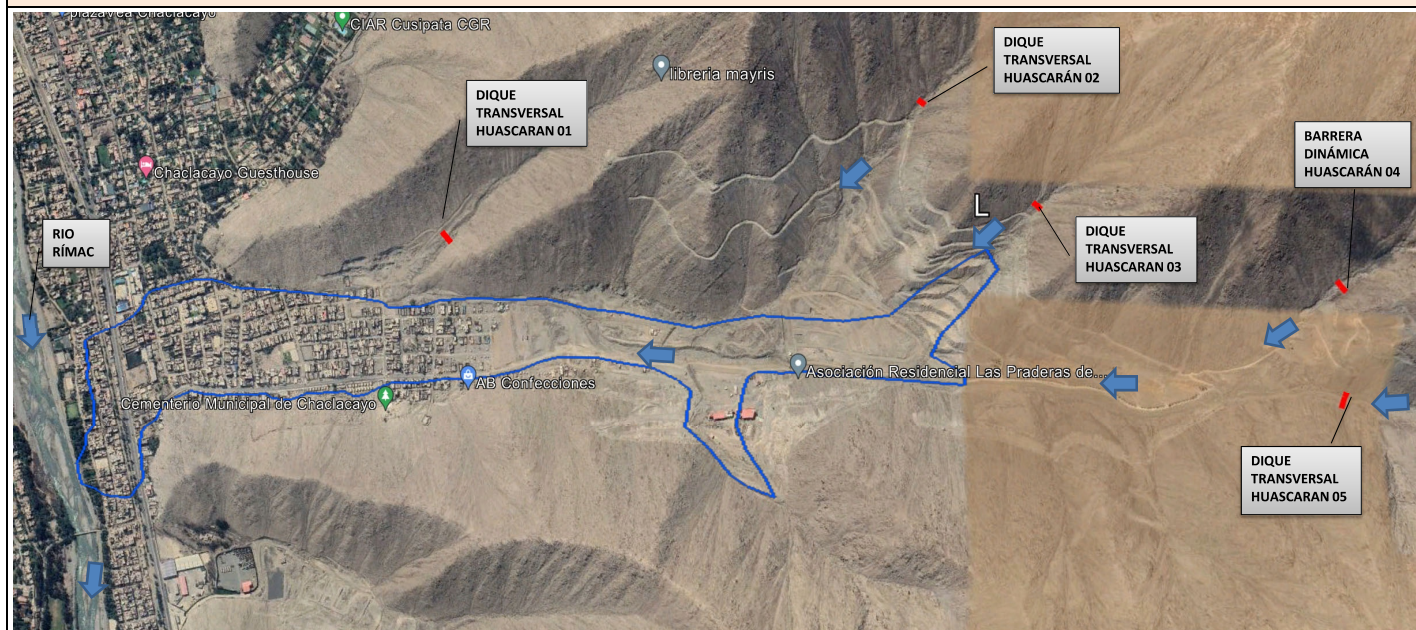 plazaVea Chaclacayo
CIAR Cusipata CGR
libreria mayris
DIQUE
TRANSVERSAL
HUASCARÁN 02
DIQUE
TRANSVERSAL
HUASCARAN 01
BARRERA
DINÁMICA
HUASCARÁN 04
Chaclacayo Guesthouse
L
RIO
RÍMAC
DIQUE
TRANSVERSAL
HUASCARAN 03
Asociación Residencial Las Praderas de...
AB Confecciones
Cementerio Municipal de Chaclacayo
DIQUE
TRANSVERSAL
HUASCARAN 05